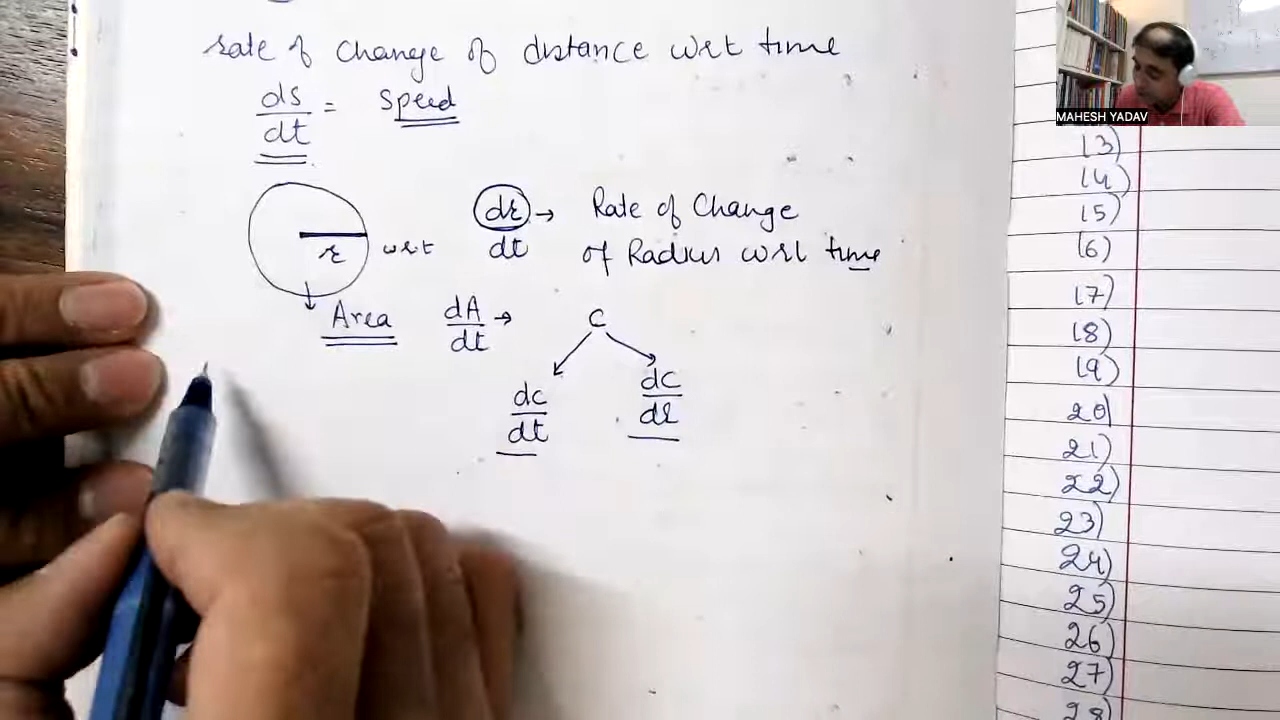 rate of change of distance wrt time
ds/dt = speed
r wrt dr/dt → Rate of Change
of Radius wrt time
Area dA/dt → C
dc/dt dc/dr
MAHESH YADAV
13)
14)
15)
16)
17)
18)
19)
20)
21)
22)
23)
24)
25)
26)
27)
28)